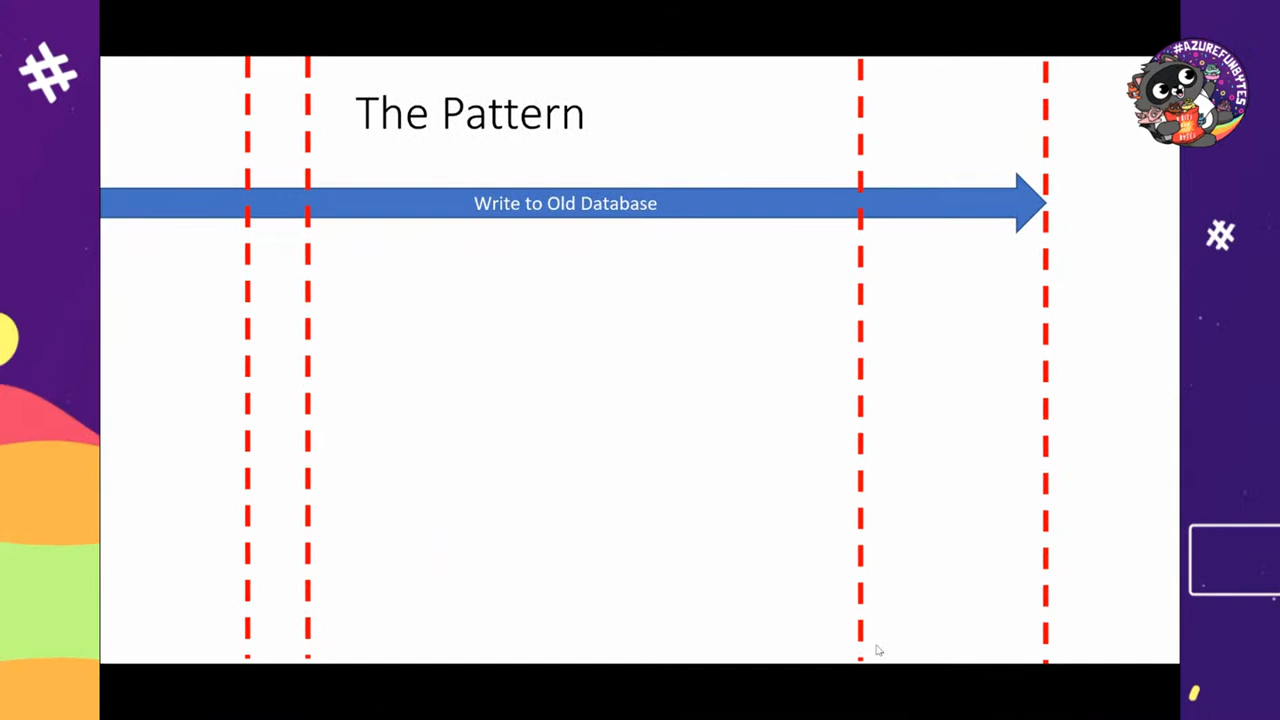 #AZUREFUNBYTES
The Pattern
Write to Old Database